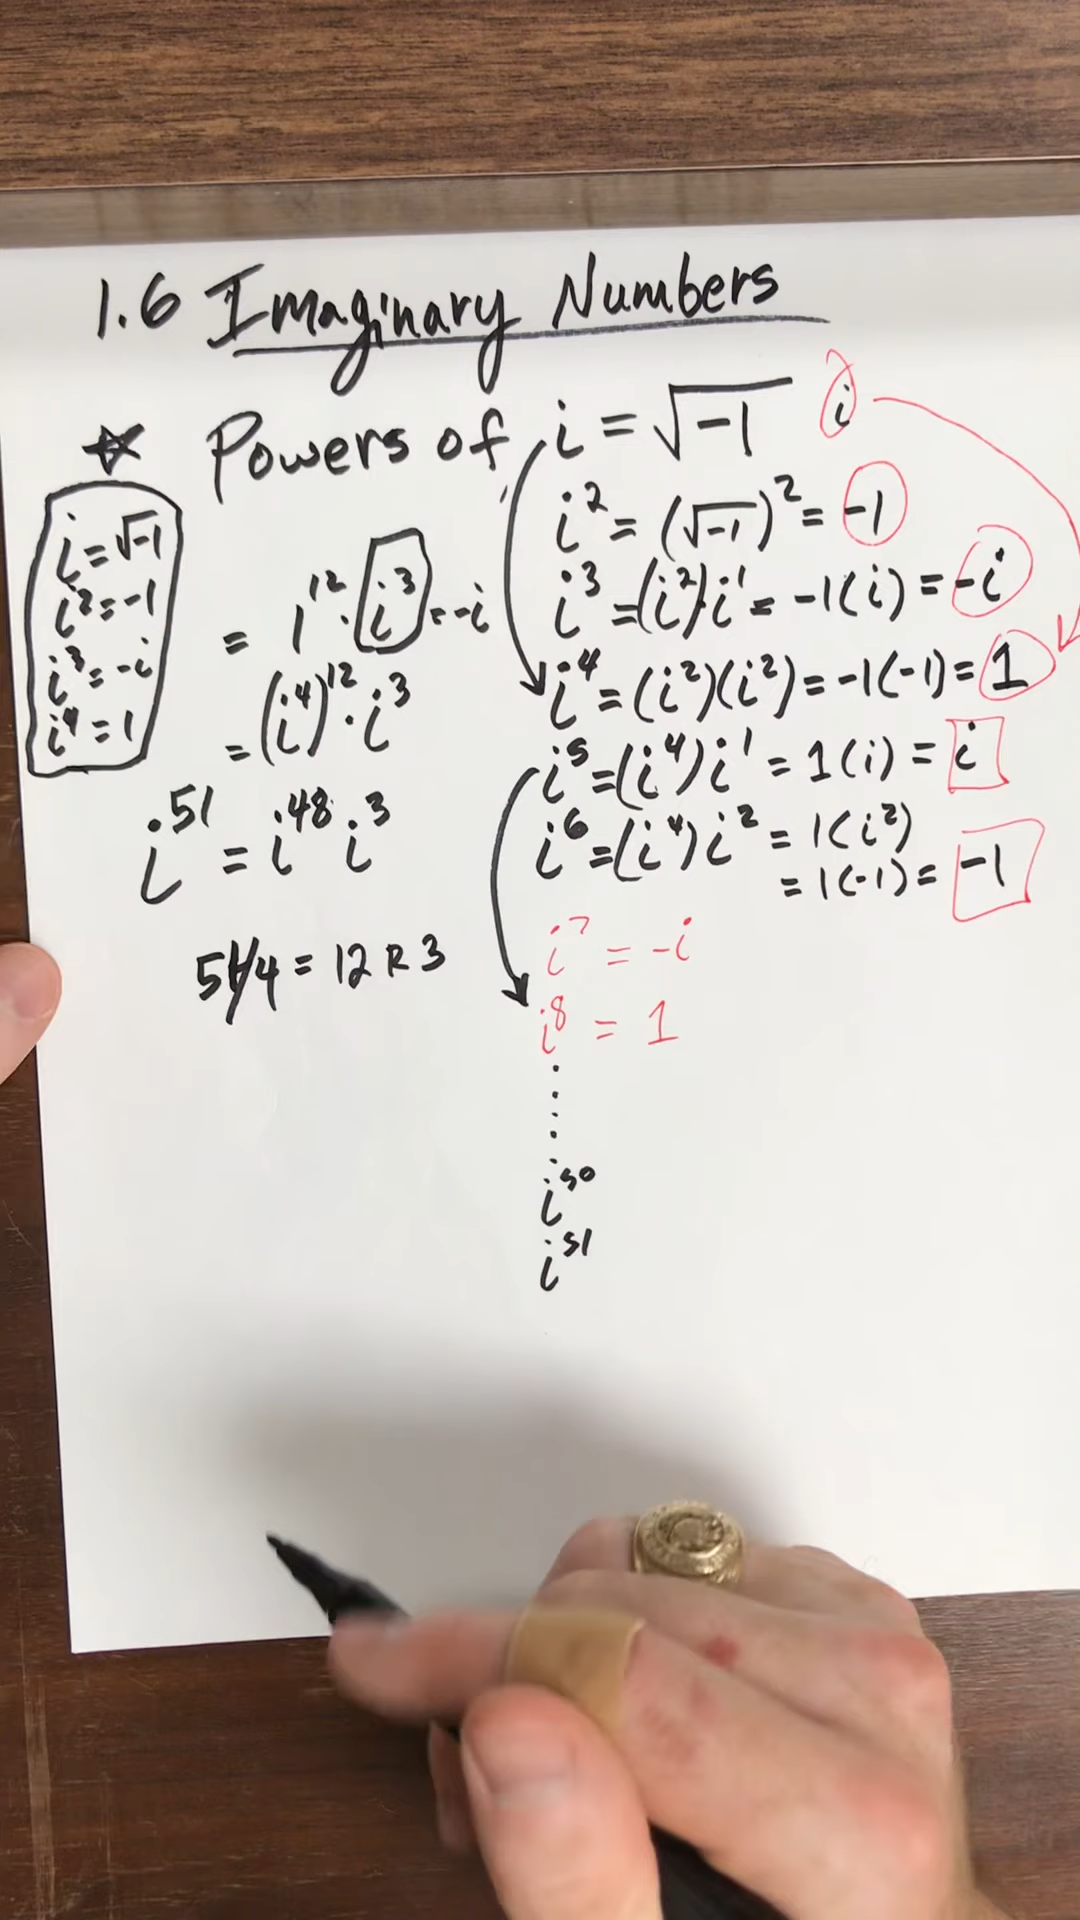 1.6 Imaginary Numbers
Powers of i = √-1 i
i² = (√-1)² = -1
i³ = (i²)i¹ = -1(i) = -i
i⁴ = (i²)(i²) = -1(-1) = 1
i⁵ = (i⁴)i¹ = 1(i) = i
i⁶ = (i⁴)i² = 1(i²)
= 1(-1) = -1
i⁷ = -i
i⁸ = 1
i⁵⁰
i⁵¹
i = √-1
i² = -1
i³ = -i
i⁴ = 1
= 1¹² · i³ = -i
= (i⁴)¹² · i³
i⁵¹ = i⁴⁸ i³
51/4 = 12 R 3